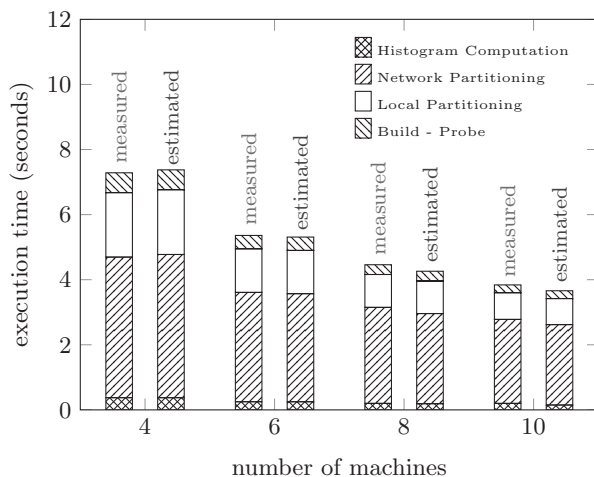 12
10
8
6
4
2
0
execution time (seconds)
Histogram Computation
Network Partitioning
Local Partitioning
Build - Probe
measured
estimated
measured
estimated
measured
estimated
measured
estimated
4
6
8
10
number of machines